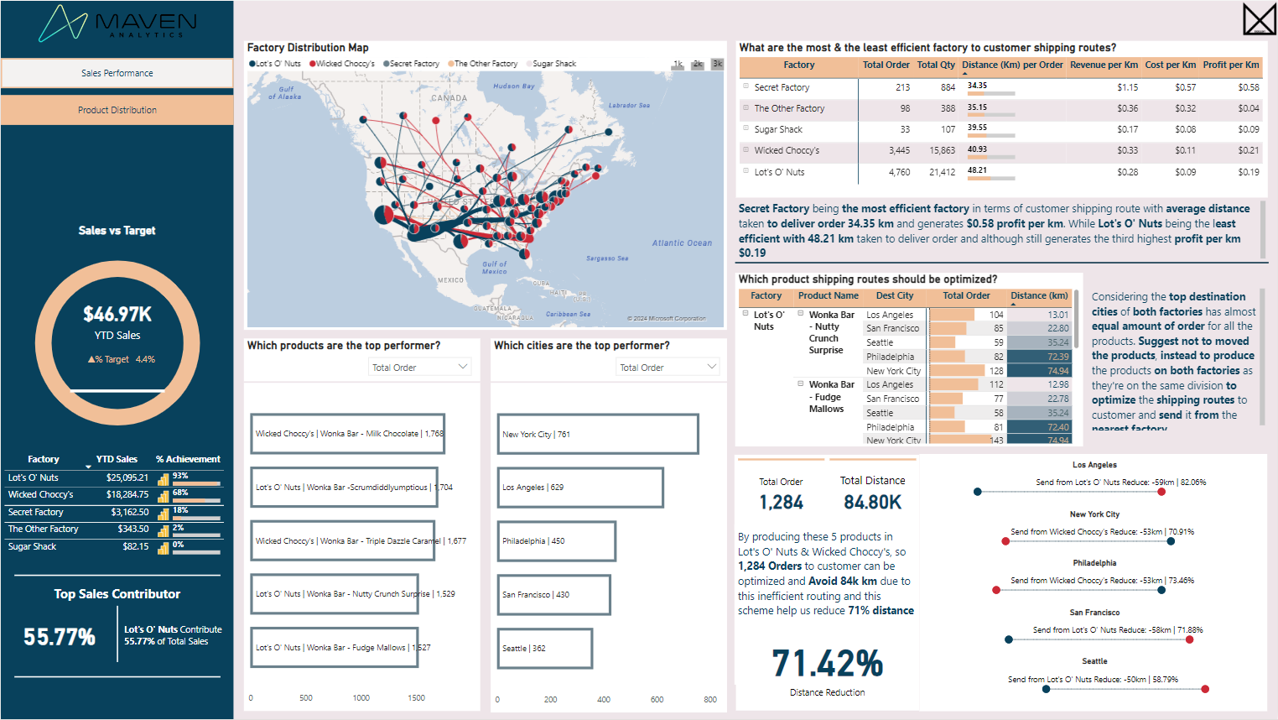 MAVEN
ANALYTICS
Sales Performance
Product Distribution
Sales vs Target
$46.97K
YTD Sales
▲% Target 4.4%
Factory YTD Sales % Achievement
Lot's O' Nuts $25,095.21 93%
Wicked Choccy's $18,284.75 68%
Secret Factory $3,162.50 18%
The Other Factory $343.50 2%
Sugar Shack $82.15 0%
Top Sales Contributor
55.77%
Lot's O' Nuts Contribute
55.77% of Total Sales
Factory Distribution Map
Lot's O' Nuts Wicked Choccy's Secret Factory The Other Factory Sugar Shack
1k 2k 3k
Gulf
of Alaska
Hudson Bay
CANADA
Labrador Sea
UNITED STATES
Atlantic Ocean
Sargasso Sea
Gulf of
Mexico
MEXICO
CUBA
GUATEMALA
NICARAGUA
Caribbean Sea
© 2024 Microsoft Corporation
Which products are the top performer?
Total Order
Wicked Choccy's | Wonka Bar - Milk Chocolate | 1,768
Lot's O' Nuts | Wonka Bar -Scrumdiddlyumptious | 1,704
Wicked Choccy's | Wonka Bar - Triple Dazzle Caramel | 1,677
Lot's O' Nuts | Wonka Bar - Nutty Crunch Surprise | 1,529
Lot's O' Nuts | Wonka Bar - Fudge Mallows | 1,527
0 500 1000 1500
Which cities are the top performer?
Total Order
New York City | 761
Los Angeles | 629
Philadelphia | 450
San Francisco | 430
Seattle | 362
0 200 400 600 800
What are the most & the least efficient factory to customer shipping routes?
Factory Total Order Total Qty Distance (Km) per Order Revenue per Km Cost per Km Profit per Km
Secret Factory 213 884 34.35 $1.15 $0.57 $0.58
The Other Factory 98 388 35.15 $0.36 $0.32 $0.04
Sugar Shack 33 107 39.55 $0.17 $0.08 $0.09
Wicked Choccy's 3,445 15,863 40.93 $0.33 $0.11 $0.21
Lot's O' Nuts 4,760 21,412 48.21 $0.28 $0.09 $0.19
Secret Factory being the most efficient factory in terms of customer shipping route with average distance
taken to deliver order 34.35 km and generates $0.58 profit per km. While Lot's O' Nuts being the least
efficient with 48.21 km taken to deliver order and although still generates the third highest profit per km
$0.19
Which product shipping routes should be optimized?
Factory Product Name Dest City Total Order Distance (km)
Lot's O' Nuts Wonka Bar - Nutty Crunch Surprise Los Angeles 104 13.01
San Francisco 85 22.80
Seattle 59 35.24
Philadelphia 82 72.39
New York City 128 74.94
Wonka Bar - Fudge Mallows Los Angeles 112 12.98
San Francisco 77 22.78
Seattle 58 35.24
Philadelphia 81 72.40
New York City 143 74.94
Considering the top destination
cities of both factories has almost
equal amount of order for all the
products. Suggest not to moved
the products, instead to produce
the products on both factories as
they're on the same division to
optimize the shipping routes to
customer and send it from the
nearest factory
Total Order
1,284
Total Distance
84.80K
By producing these 5 products in
Lot's O' Nuts & Wicked Choccy's, so
1,284 Orders to customer can be
optimized and Avoid 84k km due to
this inefficient routing and this
scheme help us reduce 71% distance
71.42%
Distance Reduction
Los Angeles
Send from Lot's O' Nuts Reduce: -59km | 82.06%
New York City
Send from Wicked Choccy's Reduce: -53km | 70.91%
Philadelphia
Send from Wicked Choccy's Reduce: -53km | 73.46%
San Francisco
Send from Lot's O' Nuts Reduce: -58km | 71.88%
Seattle
Send from Lot's O' Nuts Reduce: -50km | 58.79%